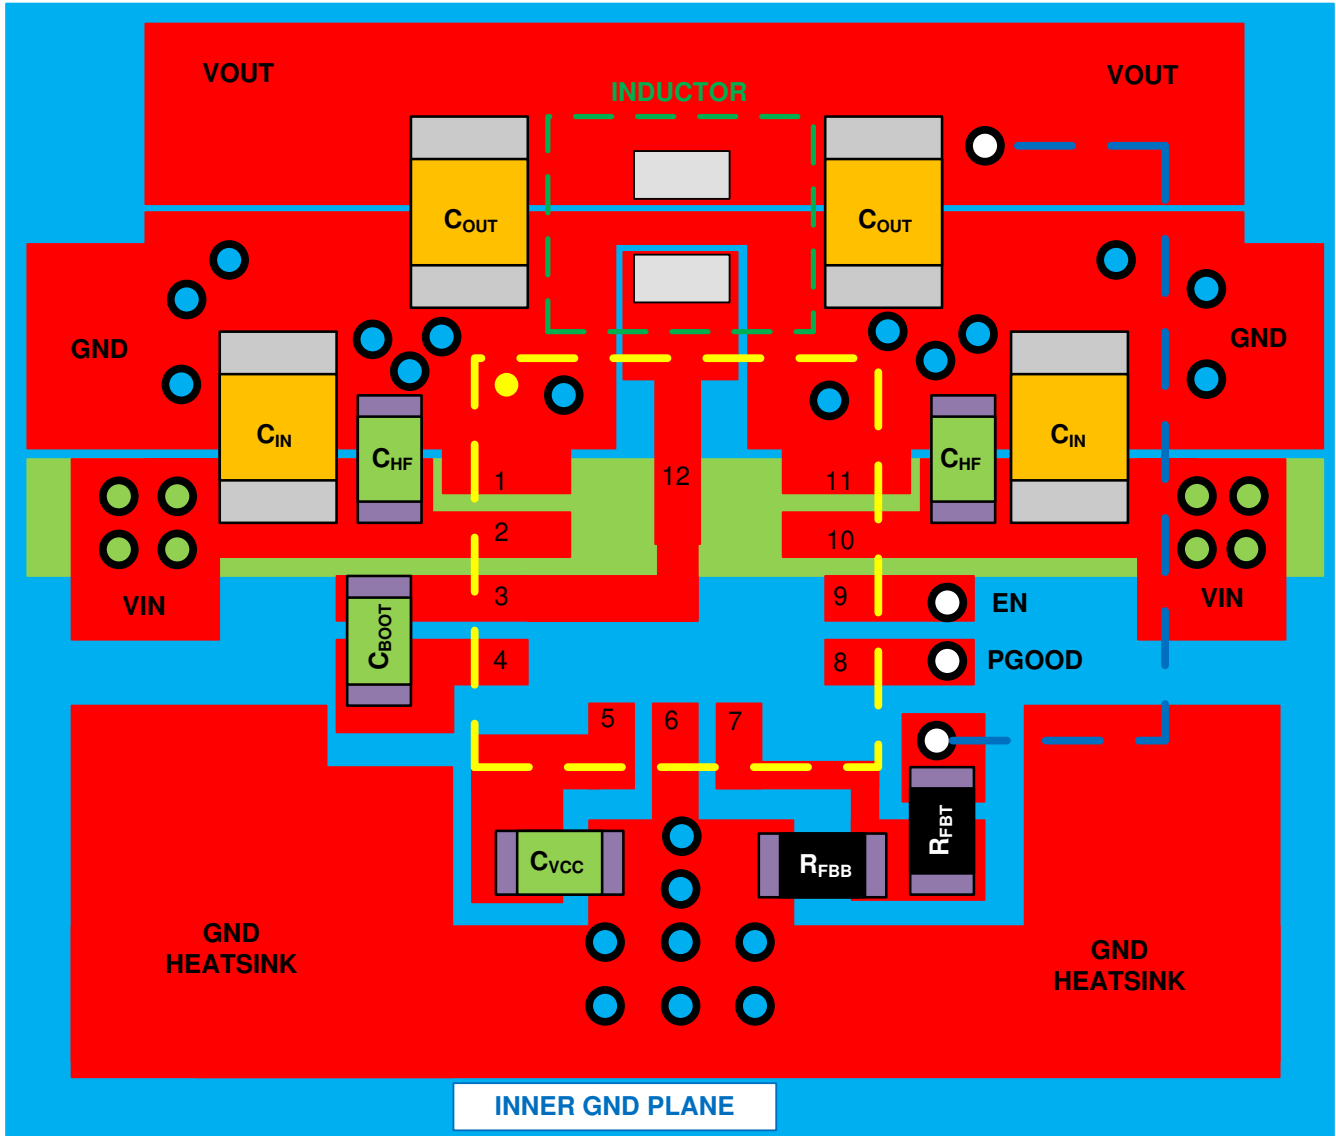 VOUT
VOUT
INDUCTOR
COUT
COUT
GND
GND
CIN
CHF
CHF
CIN
1
12
11
2
10
VIN
3
9
EN
VIN
CBOOT
4
8
PGOOD
5
6
7
CVCC
RFBB
RFBT
GND
HEATSINK
GND
HEATSINK
INNER GND PLANE